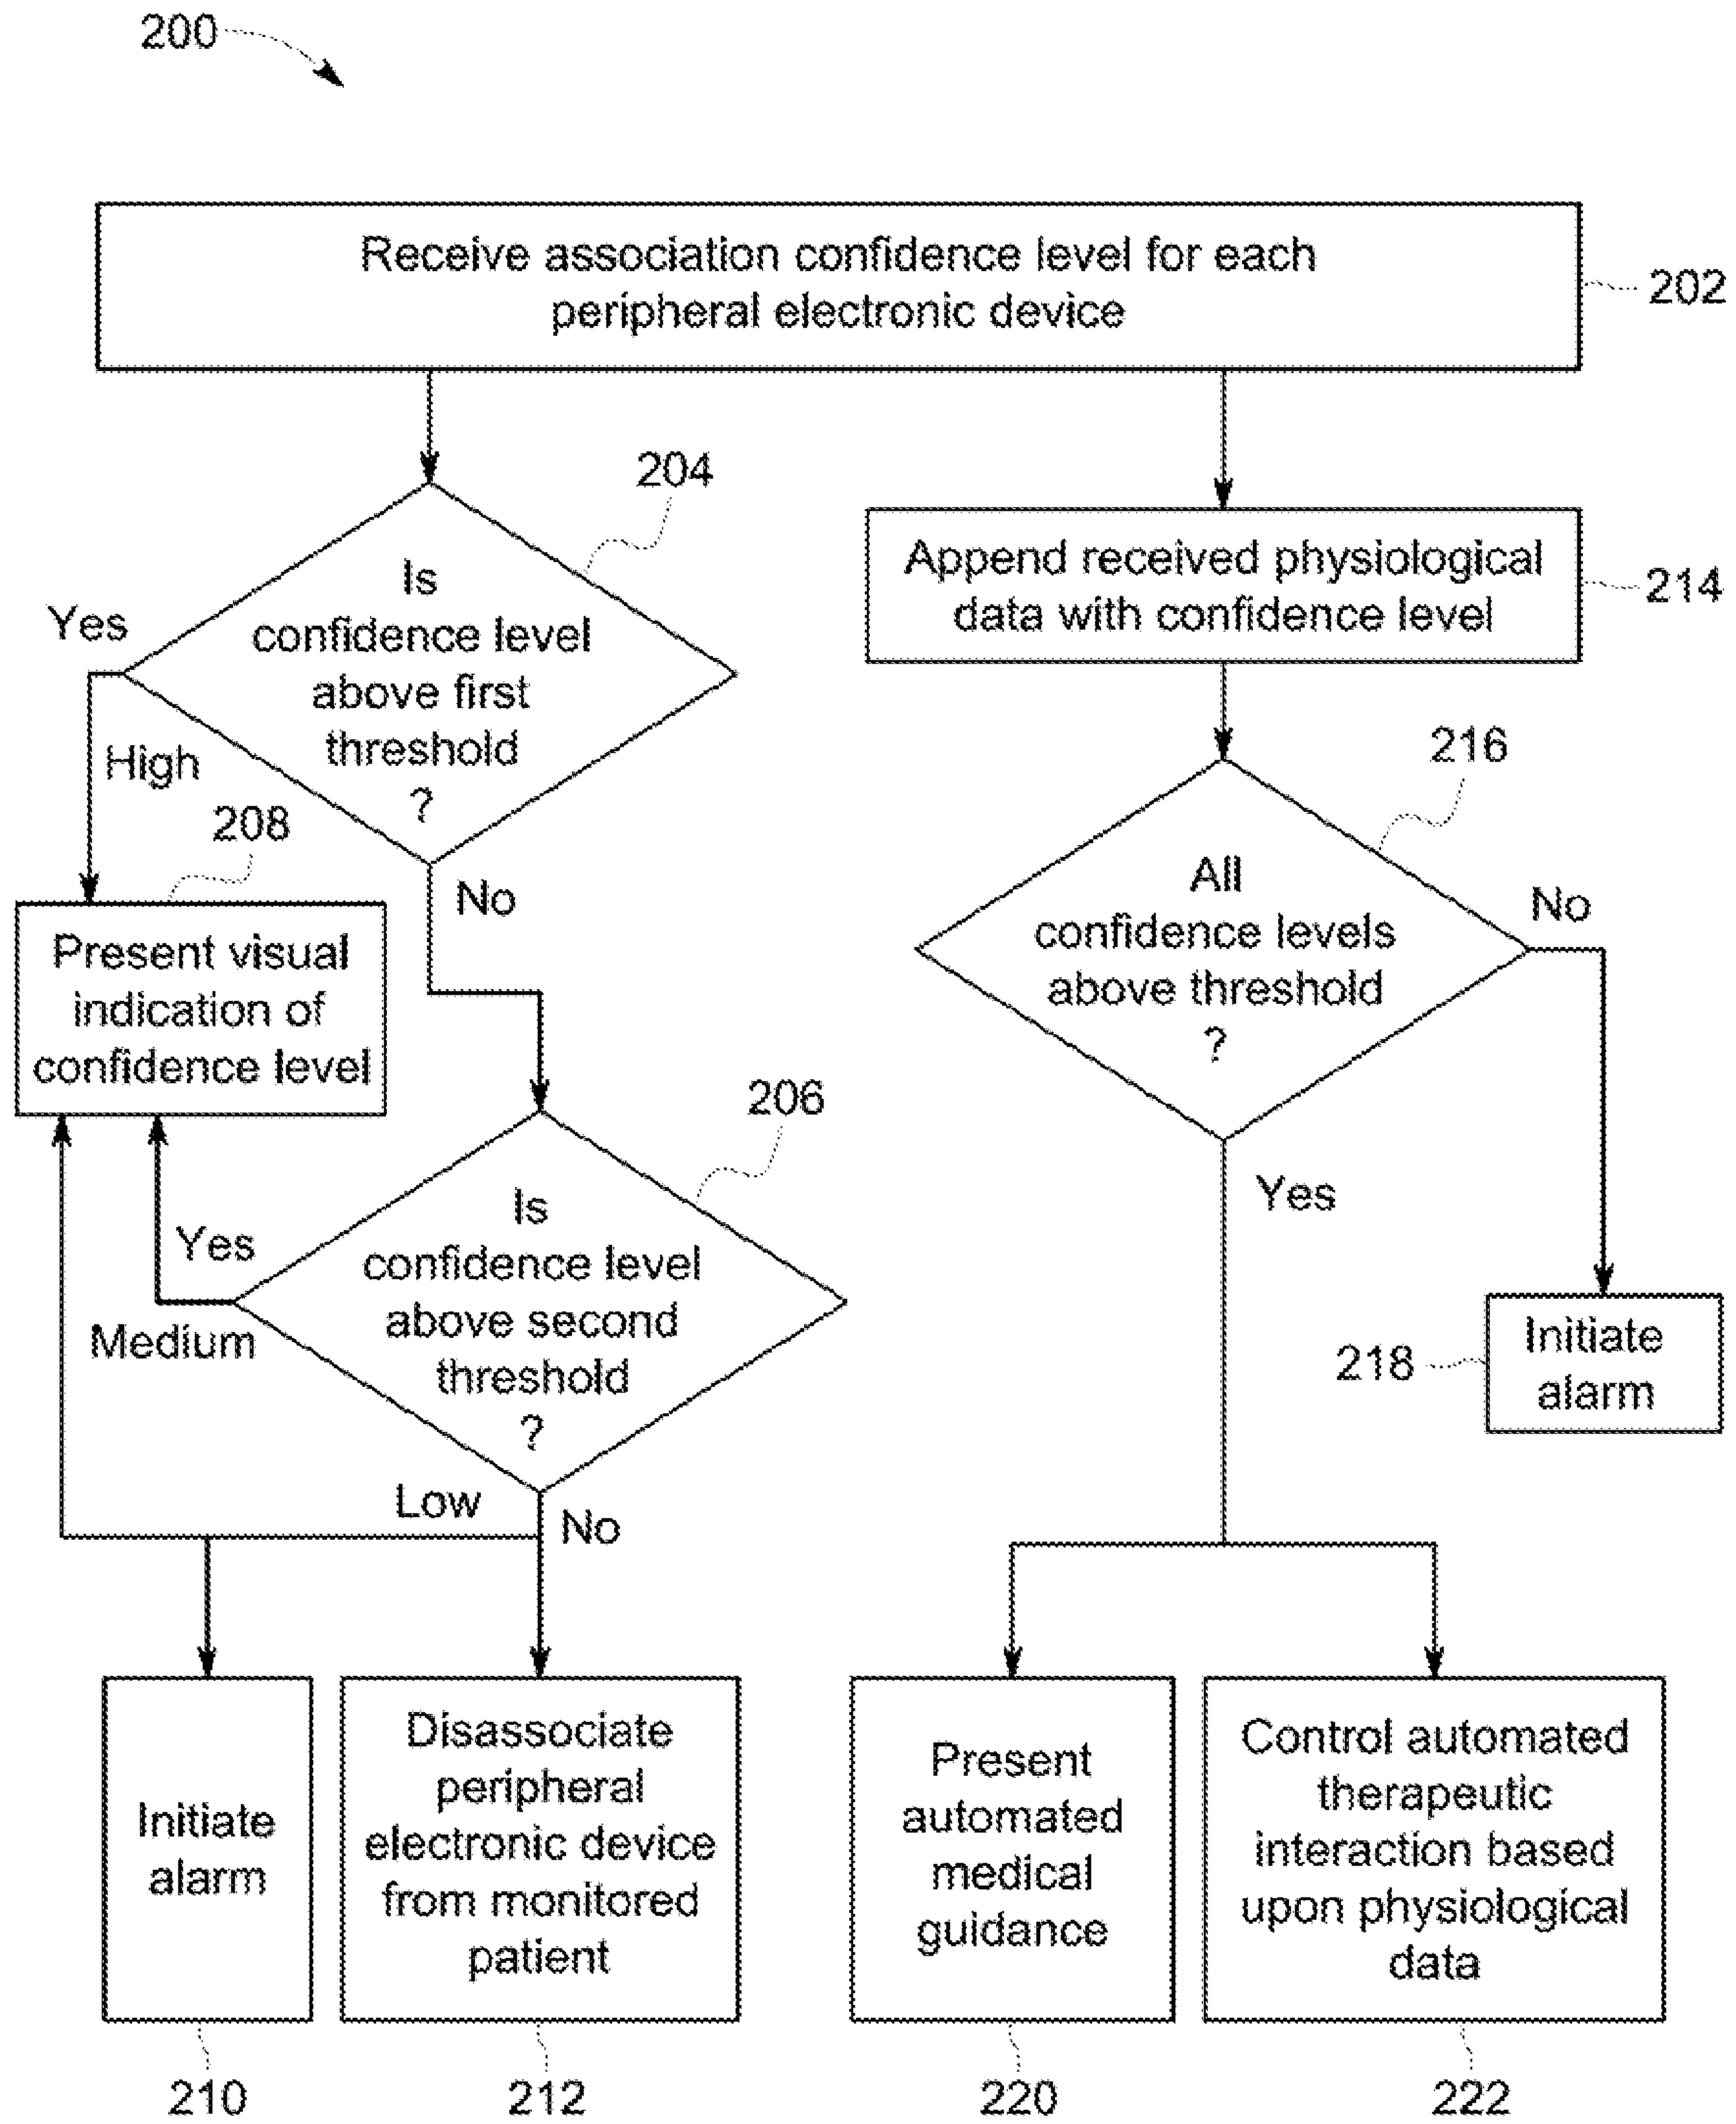 200
Receive association confidence level for each
peripheral electronic device
202
204
Is
confidence level
above first
threshold
?
Yes
High
No
208
Present visual
indication of
confidence level
206
Is
confidence level
above second
threshold
?
Yes
Medium
Low
No
Initiate
alarm
210
Disassociate
peripheral
electronic device
from monitored
patient
212
Append received physiological
data with confidence level
214
216
All
confidence levels
above threshold
?
No
Yes
218
Initiate
alarm
Present
automated
medical
guidance
220
Control automated
therapeutic
interaction based
upon physiological
data
222